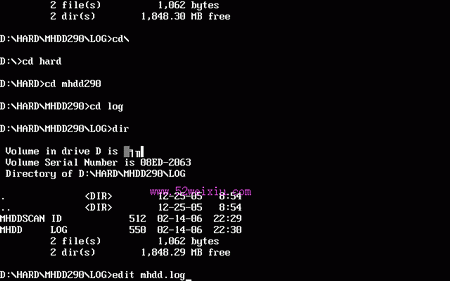 2 file(s) 1,062 bytes
2 dir(s) 1,848.30 MB free
D:\HARD\MHDD290\LOG>cd\
D:\>cd hard
D:\HARD>cd mhdd290
D:\HARD\MHDD290>cd log
D:\HARD\MHDD290\LOG>dir
Volume in drive D is
Volume Serial Number is 08ED-2063
Directory of D:\HARD\MHDD290\LOG
www.52weixiu.com
. <DIR> 12-25-05 8:54
.. <DIR> 12-25-05 8:54
MHDDSCAN ID 512 02-14-06 22:29
MHDD LOG 550 02-14-06 22:30
2 file(s) 1,062 bytes
2 dir(s) 1,848.29 MB free
D:\HARD\MHDD290\LOG>edit mhdd.log_